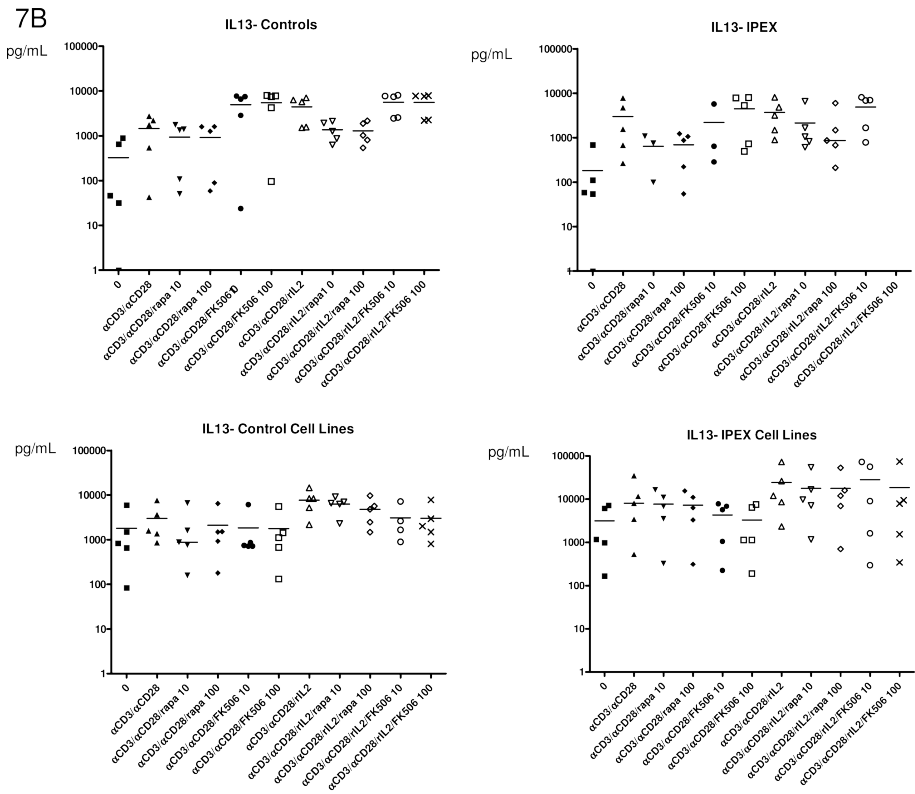 7B
IL13- Controls
pg/mL
100000
10000
1000
100
10
1
0
αCD3/αCD28
αCD3/αCD28/rapa 10
αCD3/αCD28/rapa 100
αCD3/αCD28/FK50610
αCD3/αCD28/FK506 100
αCD3/αCD28/rIL2
αCD3/αCD28/rIL2/rapa1 0
αCD3/αCD28/rIL2/rapa 100
αCD3/αCD28/rIL2/FK506 10
αCD3/αCD28/rIL2/FK506 100
IL13- IPEX
pg/mL
100000
10000
1000
100
10
1
0
αCD3/αCD28
αCD3/αCD28/rapa1 0
αCD3/αCD28/rapa 100
αCD3/αCD28/FK506 10
αCD3/αCD28/FK506 100
αCD3/αCD28/rIL2
αCD3/αCD28/rIL2/rapa1 0
αCD3/αCD28/rIL2/rapa 100
αCD3/αCD28/rIL2/FK506 10
αCD3/αCD28/rIL2/FK506 100
IL13- Control Cell Lines
pg/mL
100000
10000
1000
100
10
1
0
αCD3/αCD28
αCD3/αCD28/rapa 10
αCD3/αCD28/rapa 100
αCD3/αCD28/FK506 10
αCD3/αCD28/FK506 100
αCD3/αCD28/rIL2
αCD3/αCD28/rIL2/rapa 10
αCD3/αCD28/rIL2/rapa 100
αCD3/αCD28/rIL2/FK506 10
αCD3/αCD28/rIL2/FK506 100
IL13- IPEX Cell Lines
pg/mL
100000
10000
1000
100
10
1
0
αCD3/αCD28
αCD3/αCD28/rapa 10
αCD3/αCD28/rapa 100
αCD3/αCD28/FK506 10
αCD3/αCD28/FK506 100
αCD3/αCD28/rIL2
αCD3/αCD28/rIL2/rapa 10
αCD3/αCD28/rIL2/rapa 100
αCD3/αCD28/rIL2/FK506 10
αCD3/αCD28/rIL2/FK506 100